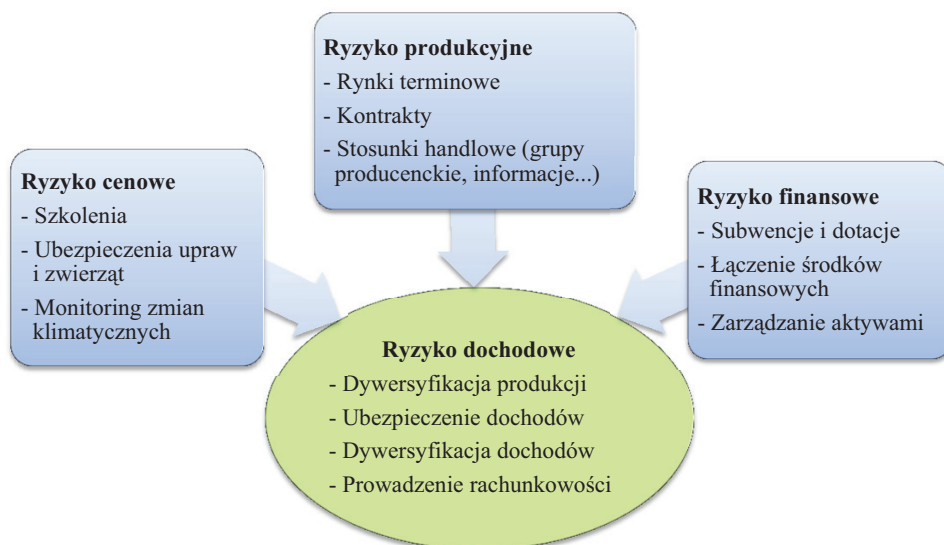 Ryzyko produkcyjne
- Rynki terminowe
- Kontrakty
- Stosunki handlowe (grupy
producenckie, informacje...)
Ryzyko cenowe
- Szkolenia
- Ubezpieczenia upraw
i zwierząt
- Monitoring zmian
klimatycznych
Ryzyko finansowe
- Subwencje i dotacje
- Łączenie środków
finansowych
- Zarządzanie aktywami
Ryzyko dochodowe
- Dywersyfikacja produkcji
- Ubezpieczenie dochodów
- Dywersyfikacja dochodów
- Prowadzenie rachunkowości